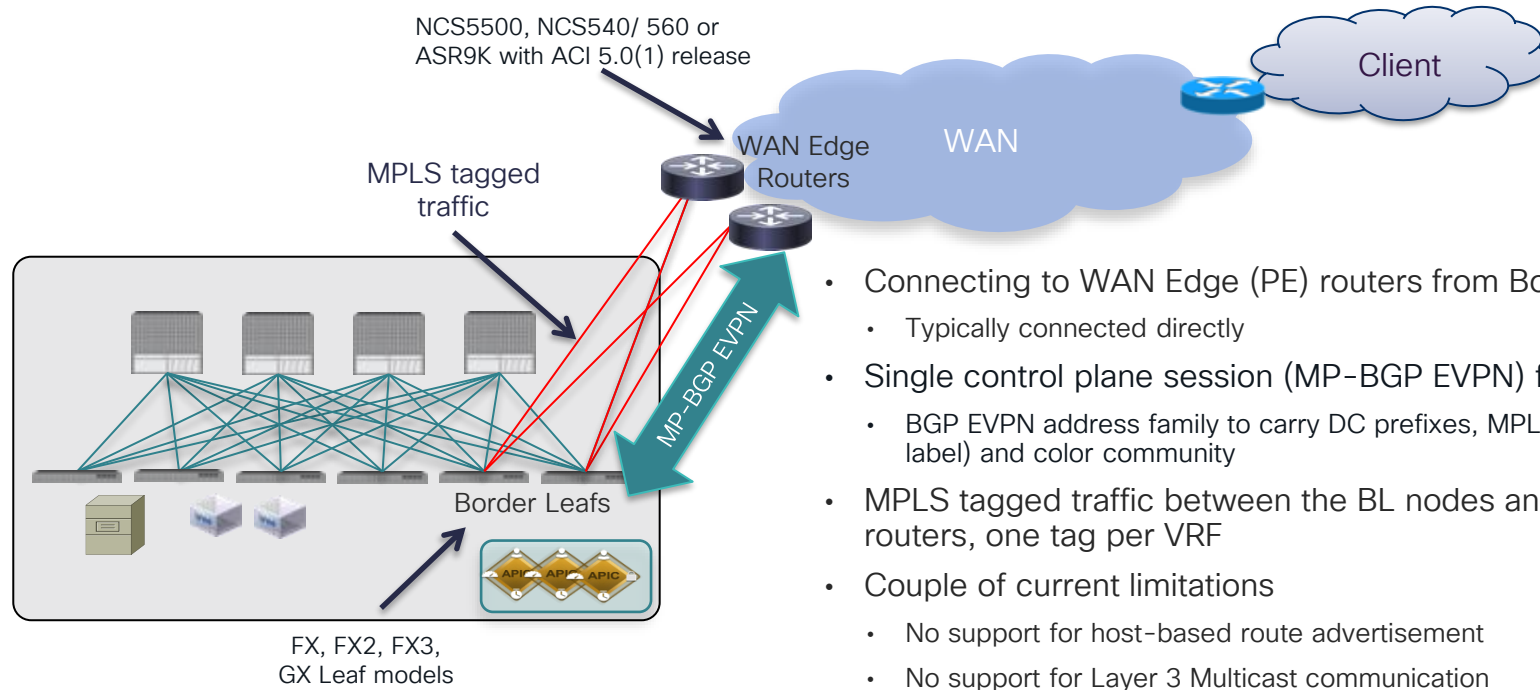 NCS5500, NCS540/ 560 or
ASR9K with ACI 5.0(1) release
Client
WAN
WAN Edge
Routers
MPLS tagged
traffic
MP-BGP EVPN
Border Leafs
APIC APIC APIC
FX, FX2, FX3,
GX Leaf models
• Connecting to WAN Edge (PE) routers from
• Typically connected directly
• Single control plane session (MP-BGP EVPN)
• BGP EVPN address family to carry DC prefixes,
label) and color community
• MPLS tagged traffic between the BL nodes
routers, one tag per VRF
• Couple of current limitations
• No support for host-based route advertisement
• No support for Layer 3 Multicast communication